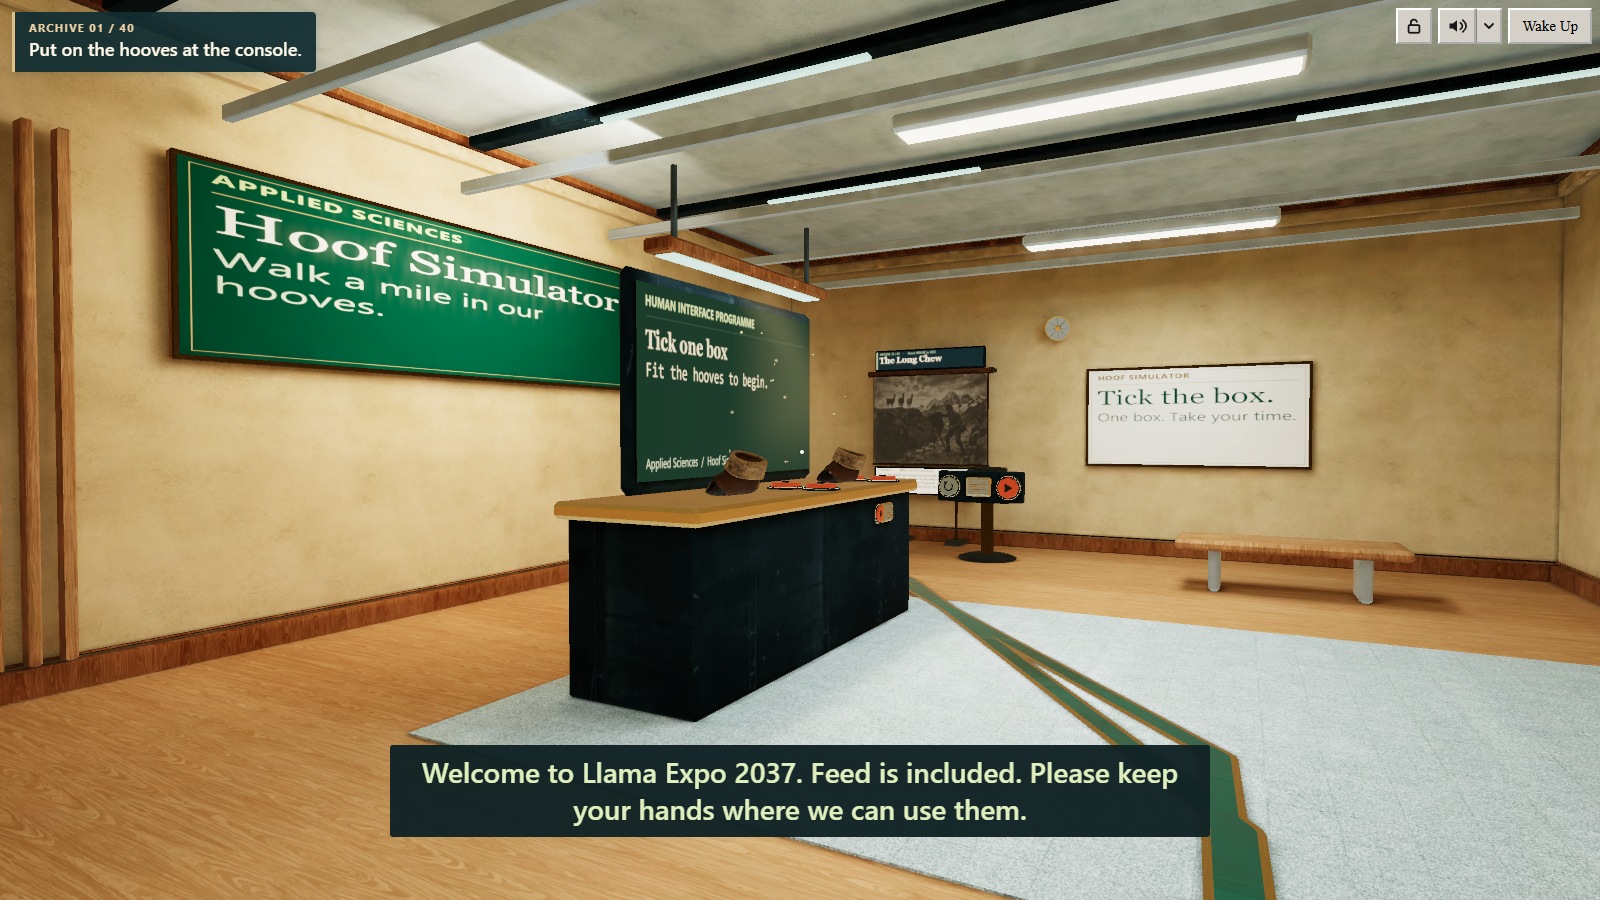 ARCHIVE 01 / 40
Put on the hooves at the console.
Wake Up
APPLIED SCIENCES
Hoof Simulator
Walk a mile in our
hooves.
HUMAN INTERFACE PROGRAMME
Tick one box
Fit the hooves to begin.
Applied Sciences / Hoof
The Long Chew
HOOF SIMULATOR
Tick the box.
One box. Take your time.
Welcome to Llama Expo 2037. Feed is included. Please keep
your hands where we can use them.